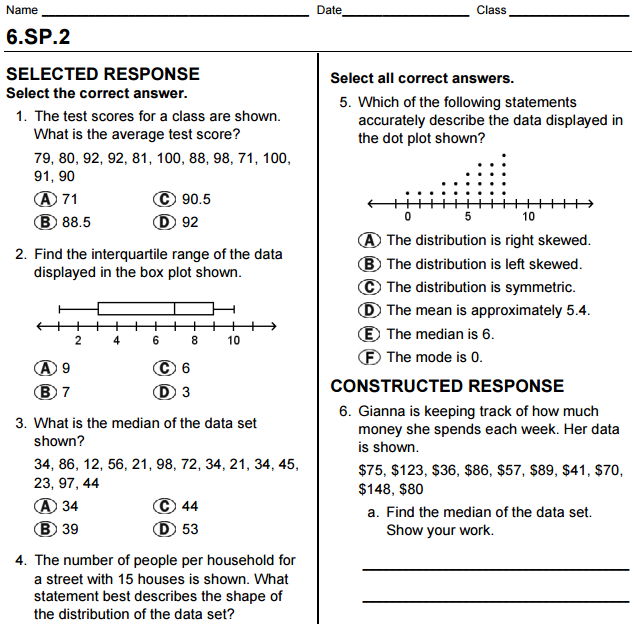 Name Date Class
6.SP.2
SELECTED RESPONSE
Select the correct answer.
1. The test scores for a class are shown.
What is the average test score?
79, 80, 92, 92, 81, 100, 88, 98, 71, 100,
91, 90
A 71 C 90.5
B 88.5 D 92
2. Find the interquartile range of the data
displayed in the box plot shown.
2 4 6 8 10
A 9 C 6
B 7 D 3
3. What is the median of the data set
shown?
34, 86, 12, 56, 21, 98, 72, 34, 21, 34, 45,
23, 97, 44
A 34 C 44
B 39 D 53
4. The number of people per household for
a street with 15 houses is shown. What
statement best describes the shape of
the distribution of the data set?
Select all correct answers.
5. Which of the following statements
accurately describe the data displayed in
the dot plot shown?
0 5 10
A The distribution is right skewed.
B The distribution is left skewed.
C The distribution is symmetric.
D The mean is approximately 5.4.
E The median is 6.
F The mode is 0.
CONSTRUCTED RESPONSE
6. Gianna is keeping track of how much
money she spends each week. Her data
is shown.
$75, $123, $36, $86, $57, $89, $41, $70,
$148, $80
a. Find the median of the data set.
Show your work.